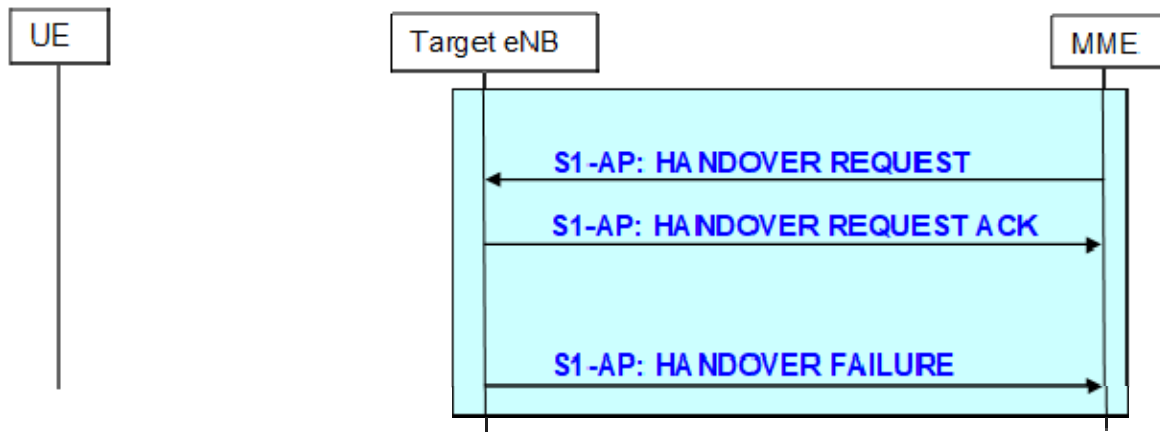 UE
Target eNB
MME
S1-AP: HANDOVER REQUEST
S1-AP: HANDOVER REQUEST ACK
S1-AP: HANDOVER FAILURE